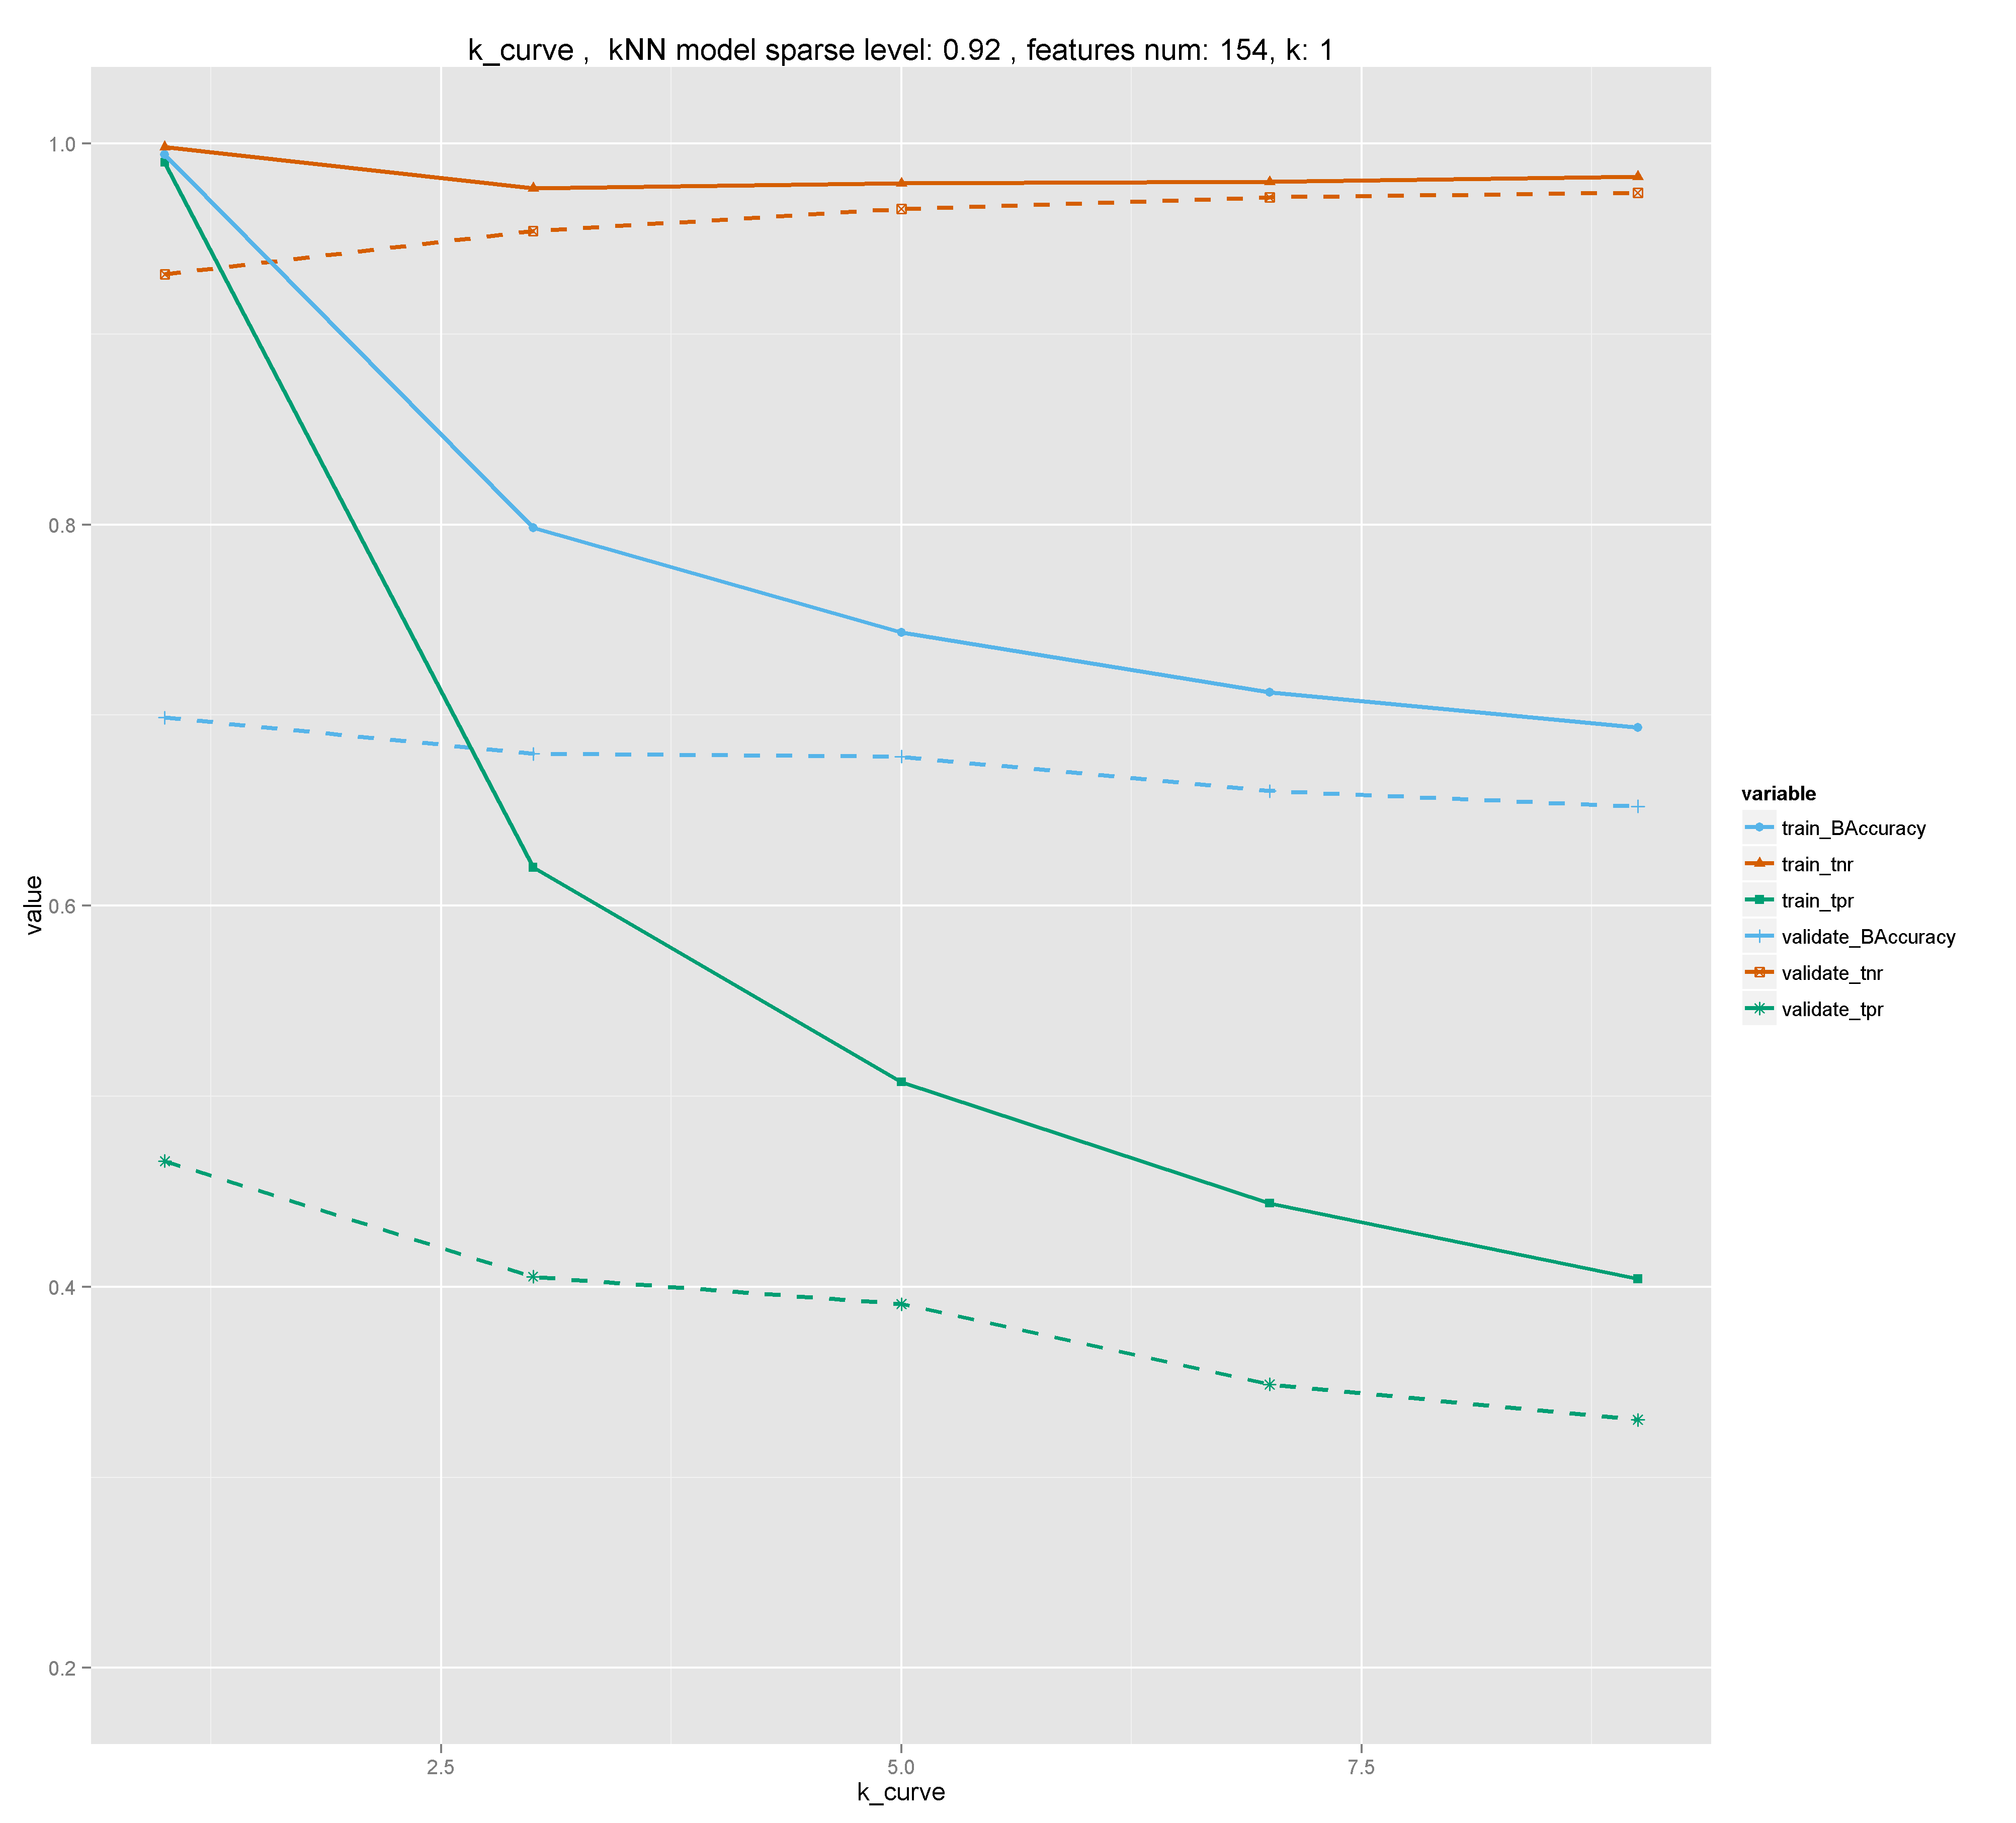 k_curve ,  kNN model sparse level: 0.92 , features num: 154, k: 1
1.0
0.8
0.6
0.4
0.2
value
2.5 5.0 7.5
k_curve
variable
train_BAccuracy
train_tnr
train_tpr
validate_BAccuracy
validate_tnr
validate_tpr